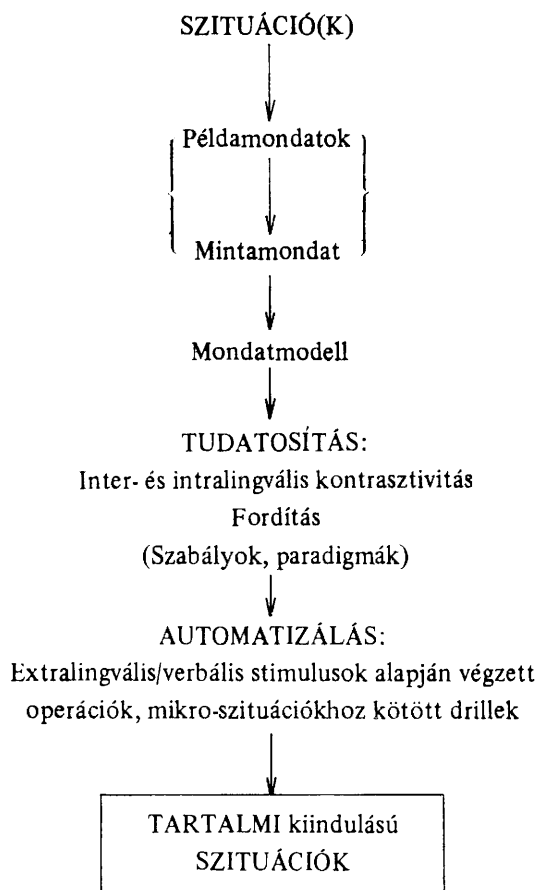 SZITUÁCIÓ(K)
Példamondatok
Mintamondat
Mondatmodell
TUDATOSÍTÁS:
Inter- és intralingvális kontrasztivitás
Fordítás
(Szabályok, paradigmák)
AUTOMATIZÁLÁS:
Extralingvális/verbális stimulusok alapján végzett
operációk, mikro-szituációkhoz kötött drillek
TARTALMI kiindulású
SZITUÁCIÓK